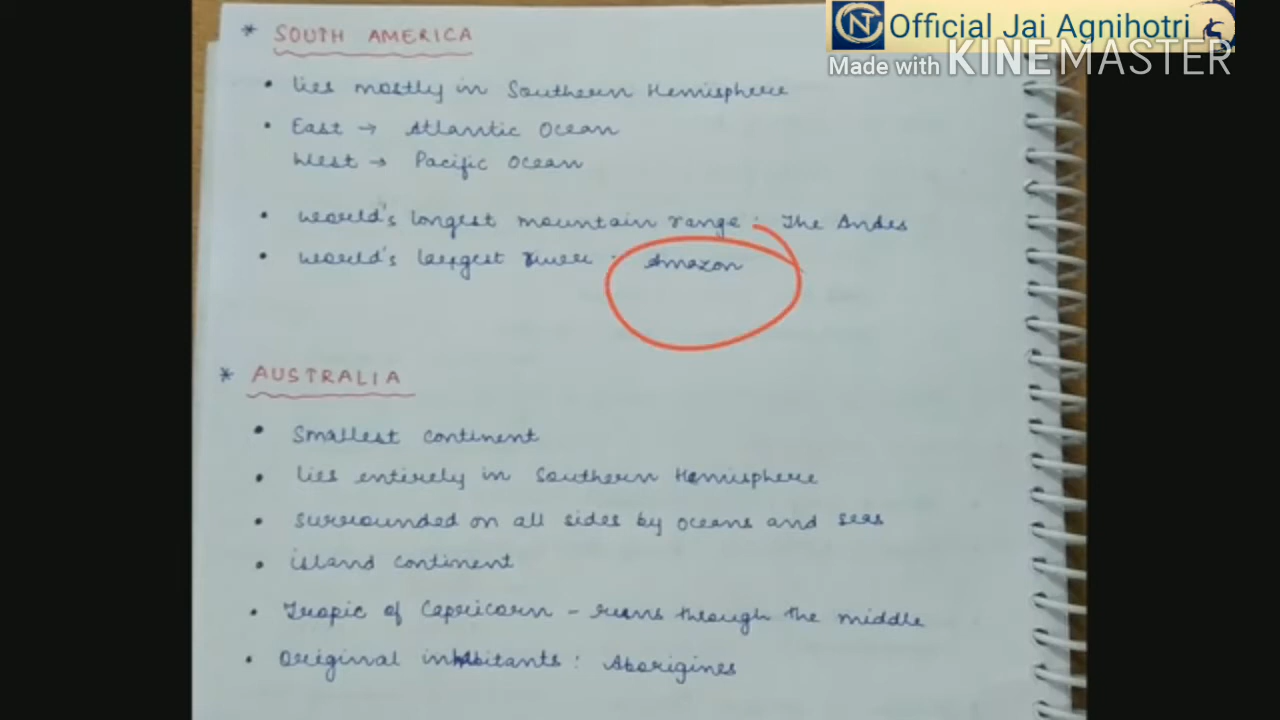 Official Jai Agnihotri
Made with KINEMASTER
* SOUTH AMERICA
• lies mostly in Southern Hemisphere
• East → Atlantic Ocean
West → Pacific Ocean
• World's longest mountain range : The Andes
• World's largest river : Amazon
* AUSTRALIA
• Smallest continent
• lies entirely in Southern Hemisphere
• surrounded on all sides by oceans and seas
• island continent
• Tropic of Capricorn - runs through the middle
• Original inhabitants : Aborigines